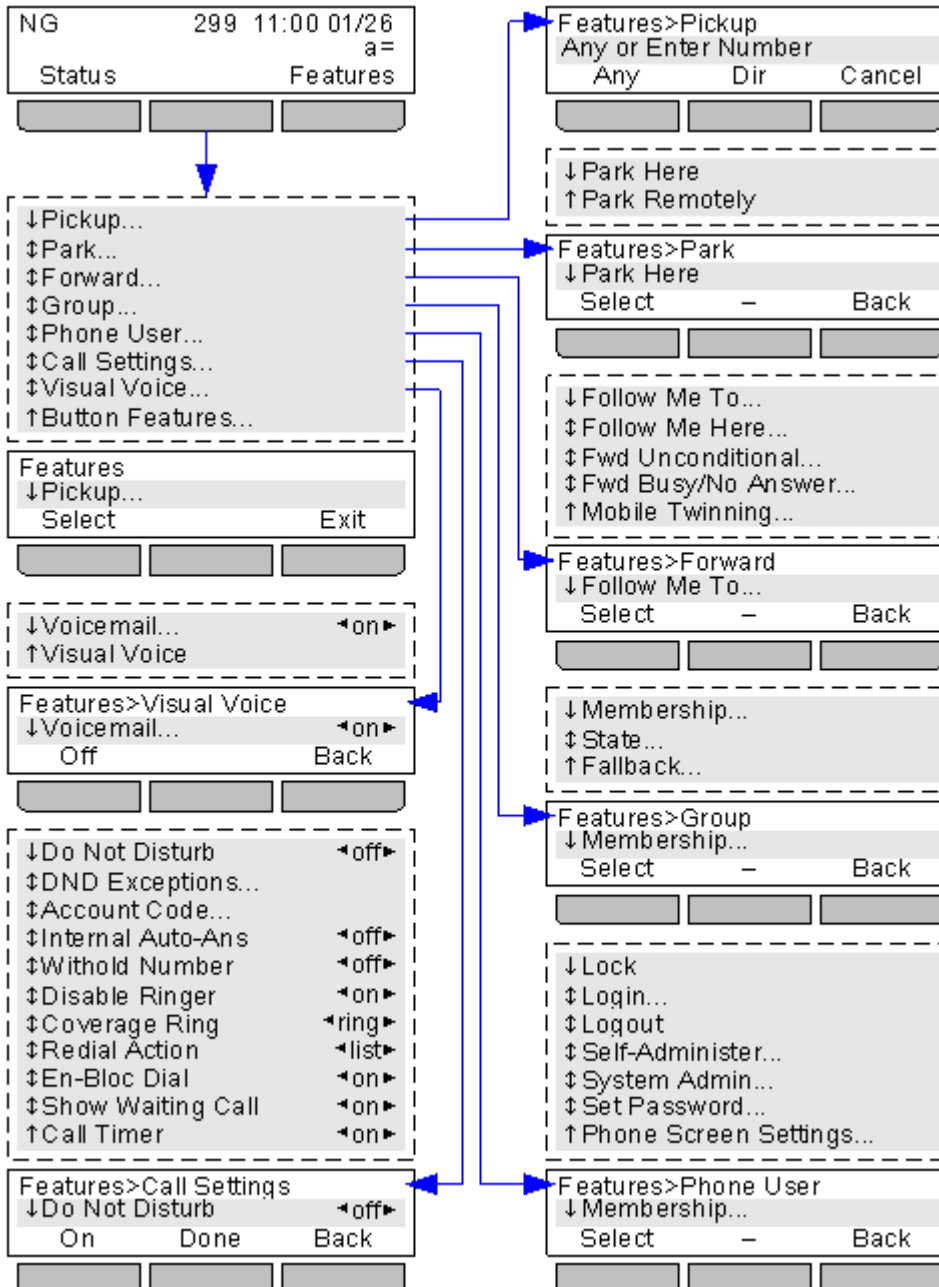 NG 299 11:00 01/26
a=
Status Features
↓Pickup...
↕Park...
↕Forward...
↕Group...
↕Phone User...
↕Call Settings...
↕Visual Voice...
↑Button Features...
Features
↓Pickup...
Select Exit
↓Voicemail... ◂on▸
↑Visual Voice
Features>Visual Voice
↓Voicemail... ◂on▸
Off Back
↓Do Not Disturb ◂off▸
↕DND Exceptions...
↕Account Code...
↕Internal Auto-Ans ◂off▸
↕Withold Number ◂off▸
↕Disable Ringer ◂on▸
↕Coverage Ring ◂ring▸
↕Redial Action ◂list▸
↕En-Bloc Dial ◂on▸
↕Show Waiting Call ◂on▸
↑Call Timer ◂on▸
Features>Call Settings
↓Do Not Disturb ◂off▸
On Done Back
Features>Pickup
Any or Enter Number
Any Dir Cancel
↓Park Here
↑Park Remotely
Features>Park
↓Park Here
Select – Back
↓Follow Me To...
↕Follow Me Here...
↕Fwd Unconditional...
↕Fwd Busy/No Answer...
↑Mobile Twinning...
Features>Forward
↓Follow Me To...
Select – Back
↓Membership...
↕State...
↑Fallback...
Features>Group
↓Membership...
Select – Back
↓Lock
↕Login...
↕Logout
↕Self-Administer...
↕System Admin...
↕Set Password...
↑Phone Screen Settings...
Features>Phone User
↓Membership...
Select – Back